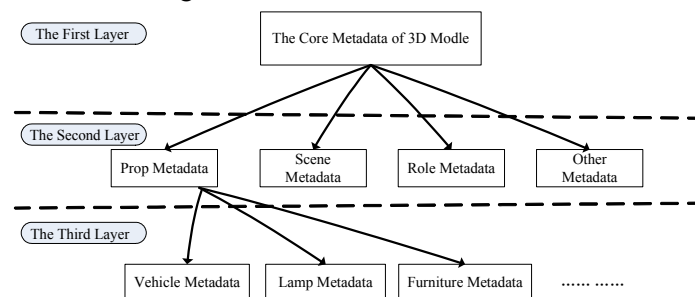 The First Layer
The Core Metadata of 3D Modle
The Second Layer
Prop Metadata
Scene
Metadata
Role Metadata
Other
Metadata
The Third Layer
Vehicle Metadata
Lamp Metadata
Furniture Metadata
…… ……